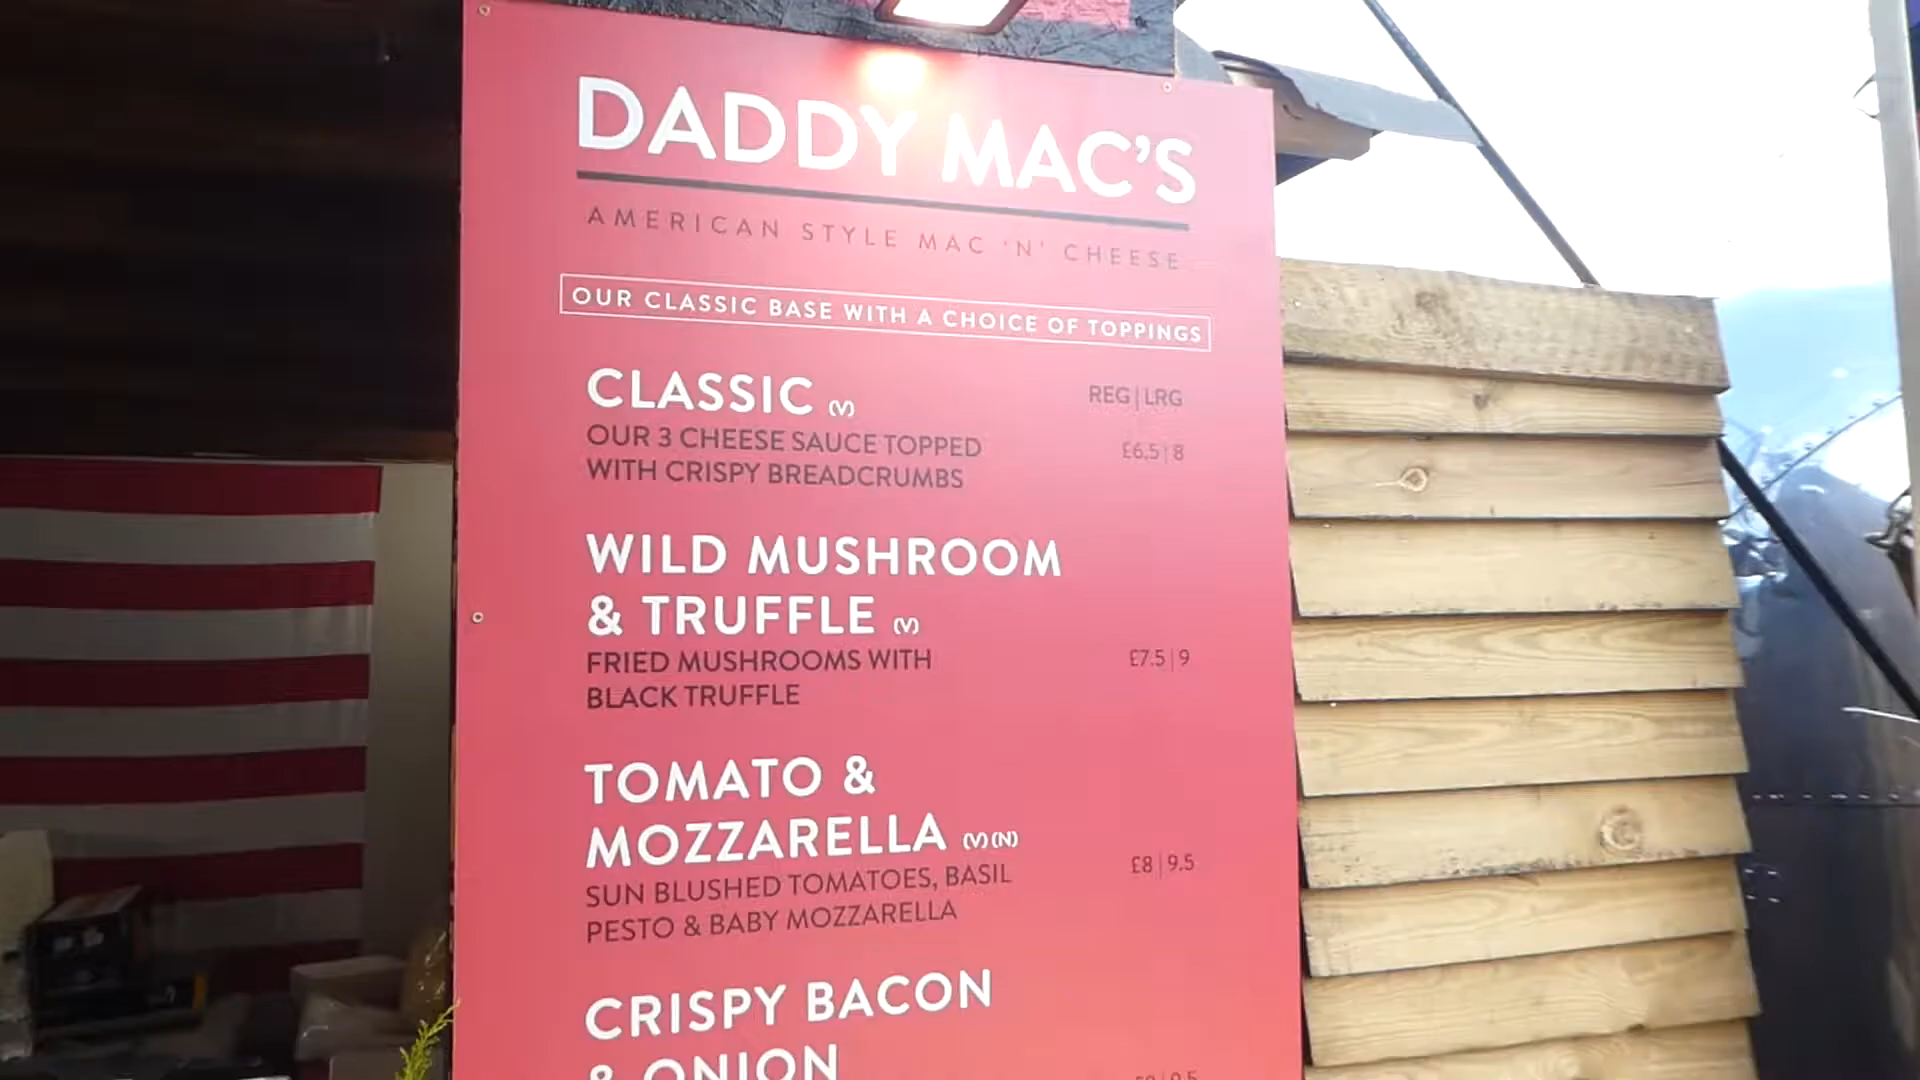 DADDY MAC'S
AMERICAN STYLE MAC 'N' CHEESE
OUR CLASSIC BASE WITH A CHOICE OF TOPPINGS
CLASSIC (V)
REG|LRG
OUR 3 CHEESE SAUCE TOPPED
£6.5|8
WITH CRISPY BREADCRUMBS
WILD MUSHROOM
& TRUFFLE (V)
FRIED MUSHROOMS WITH
£7.5|9
BLACK TRUFFLE
TOMATO &
MOZZARELLA (V)(N)
£8|9.5
SUN BLUSHED TOMATOES, BASIL
PESTO & BABY MOZZARELLA
CRISPY BACON
& ONION